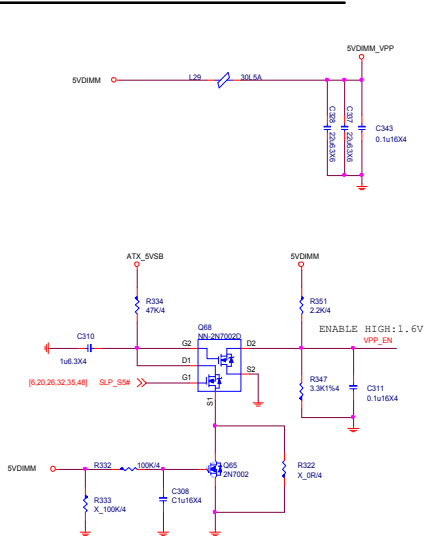 5VDIMM_VPP
5VDIMM
L29
30L5A
C328
22u6.3X6
C337
22u6.3X6
C343
0.1u16X4
ATX_5VSB
5VDIMM
R334
47K/4
Q68
NN-2N7002D
R351
2.2K/4
C310
1u6.3X4
G2
D2
ENABLE HIGH:1.6V
VPP_EN
D1
S2
[6,20,26,32,35,48]
SLP_S5#
G1
S1
R347
3.3K1%4
C311
0.1u16X4
5VDIMM
R332
100K/4
Q65
2N7002
R322
X_0R/4
R333
X_100K/4
C308
C1u16X4